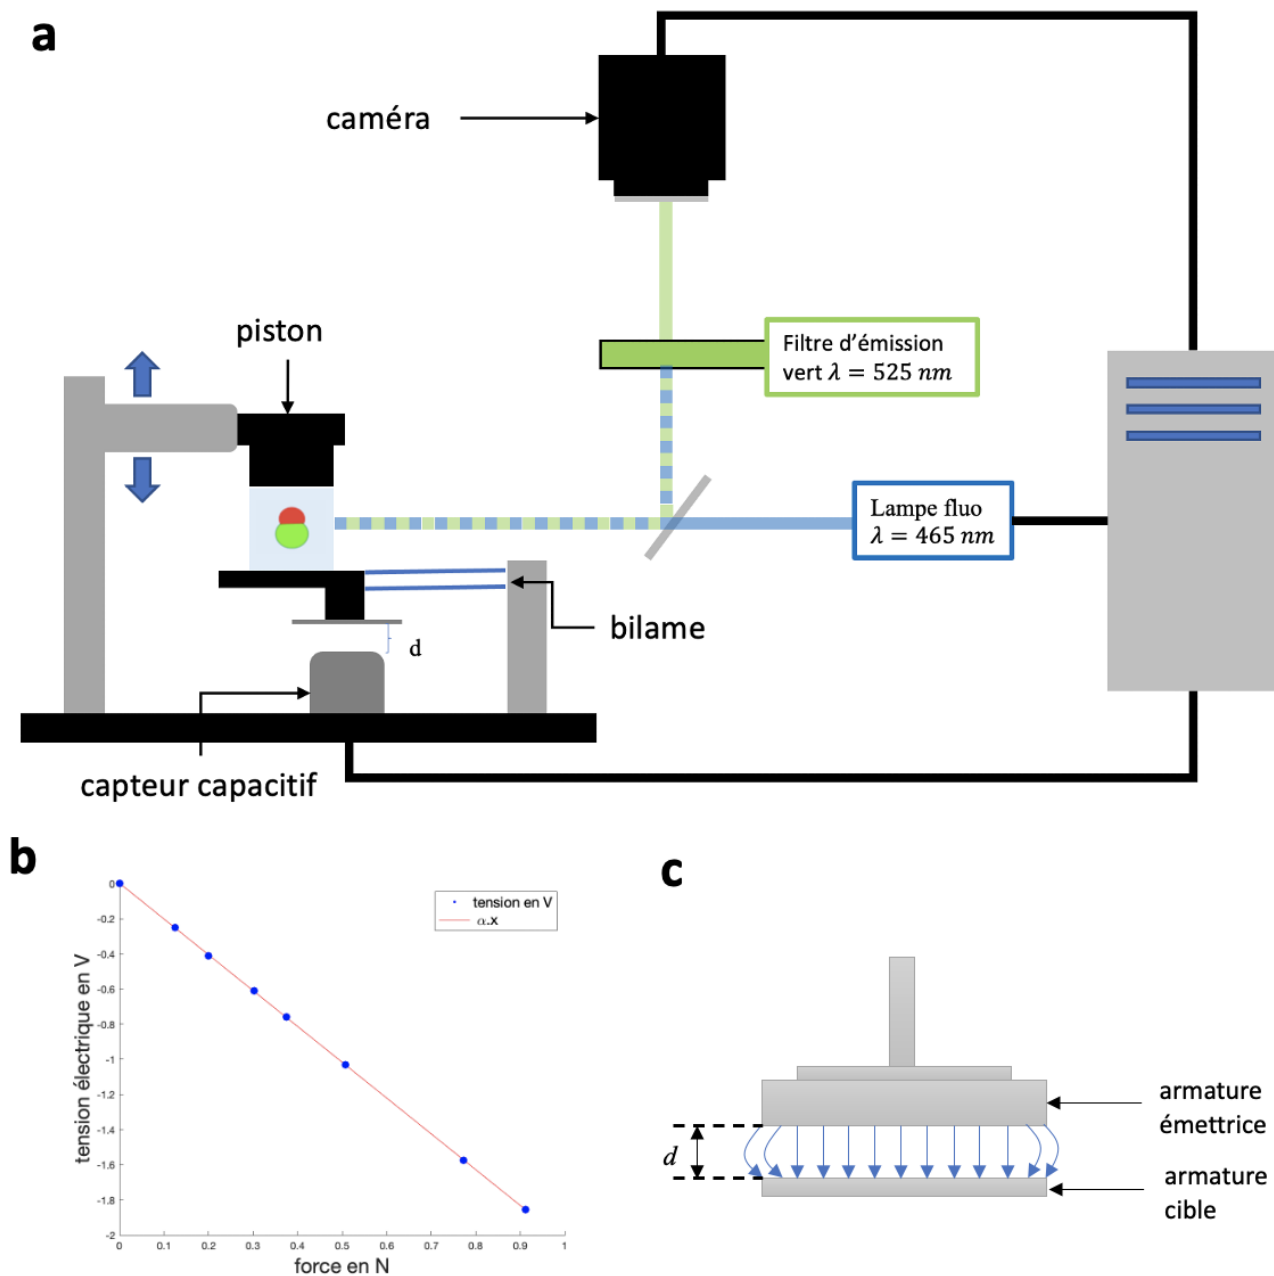 a
caméra
piston
Filtre d’émission
vert λ = 525 nm
Lampe fluo
λ = 465 nm
bilame
d
capteur capacitif
b
tension électrique en V
0
-0.2
-0.4
-0.6
-0.8
-1
-1.2
-1.4
-1.6
-1.8
-2
0
0.1
0.2
0.3
0.4
0.5
0.6
0.7
0.8
0.9
1
force en N
tension en V
α.x
c
d
armature
émettrice
armature
cible